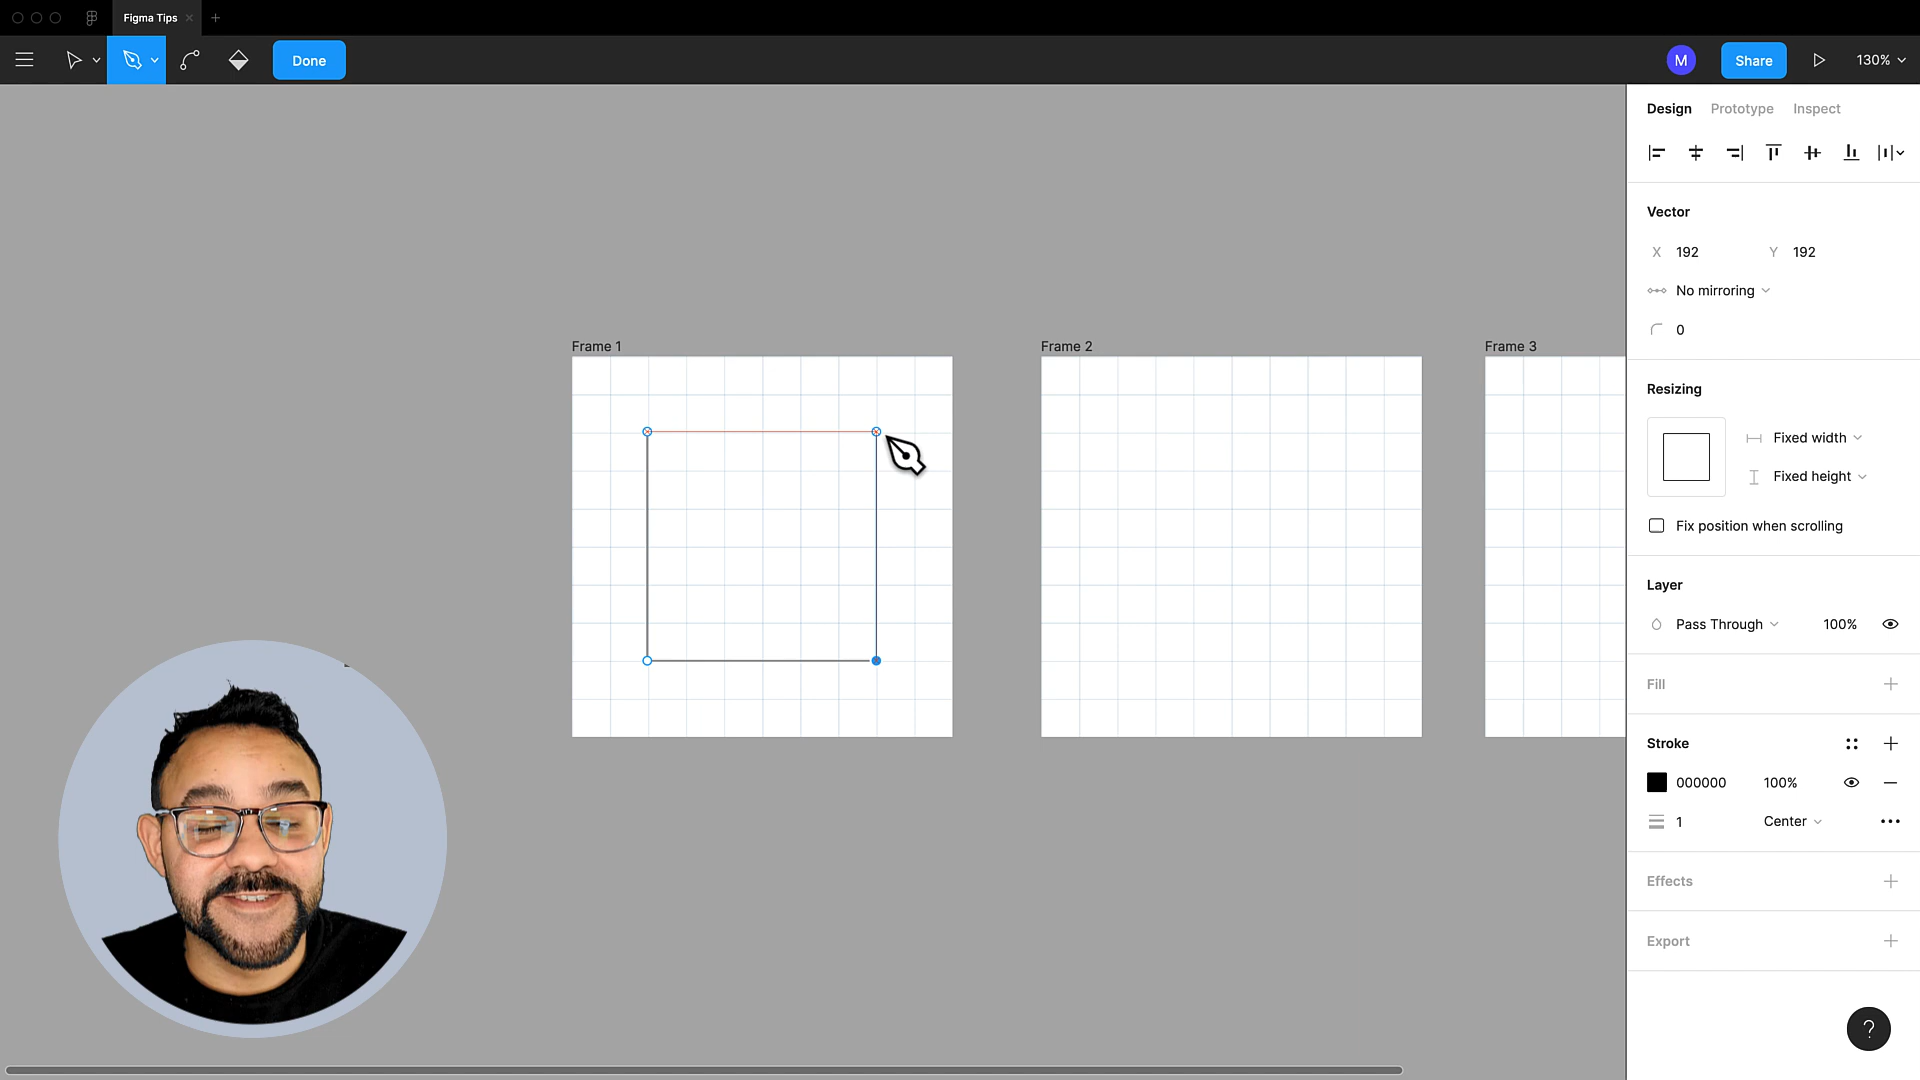 Figma Tips
Done
M
Share
130%
Design Prototype Inspect
Vector
X 192 Y 192
No mirroring
0
Resizing
Fixed width
Fixed height
Fix position when scrolling
Layer
Pass Through 100%
Fill
Stroke
000000 100%
1 Center
Effects
Export
?
Frame 1
Frame 2
Frame 3